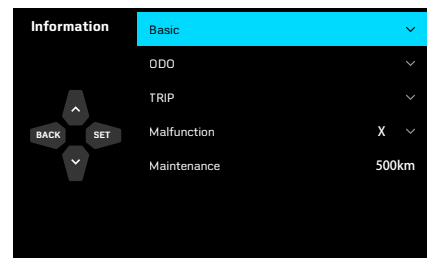 Information
Basic
ODO
TRIP
BACK
SET
Malfunction X
Maintenance 500km